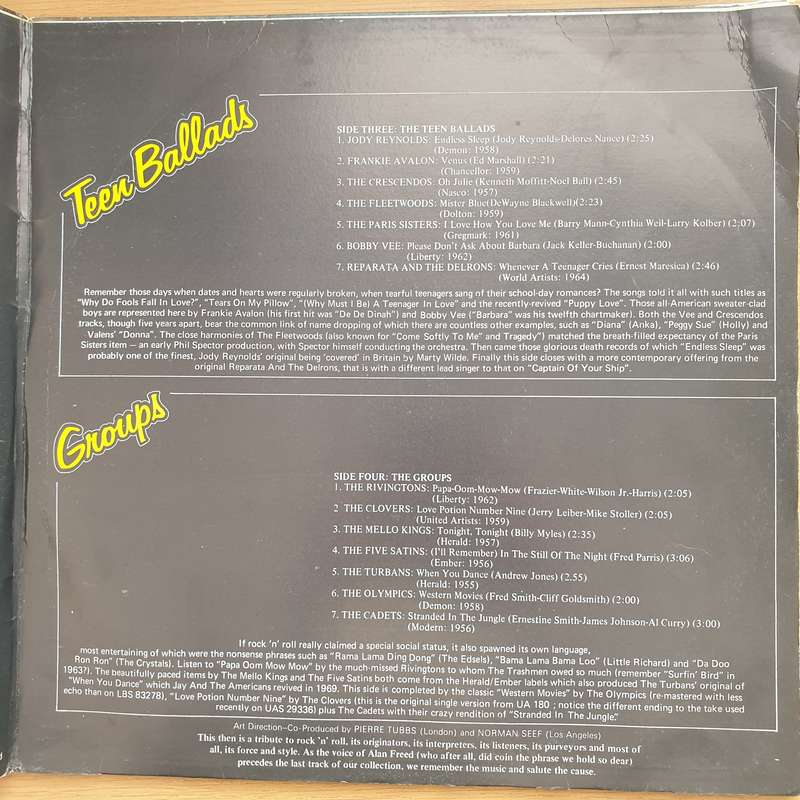 Teen Ballads
SIDE THREE: THE TEEN BALLADS
1. JODY REYNOLDS: Endless Sleep (Jody Reynolds-Delores Nance) (2:25)
(Demon: 1958)
2. FRANKIE AVALON: Venus (Ed Marshall) (2:21)
(Chancellor: 1959)
3. THE CRESCENDOS: Oh Julie (Kenneth Moffitt-Noel Ball) (2:45)
(Nasco: 1957)
4. THE FLEETWOODS: Mister Blue(DeWayne Blackwell)(2:23)
(Dolton: 1959)
5. THE PARIS SISTERS: I Love How You Love Me (Barry Mann-Cynthia Weil-Larry Kolber) (2:07)
(Gregmark: 1961)
6. BOBBY VEE: Please Don't Ask About Barbara (Jack Keller-Buchanan) (2:00)
(Liberty: 1962)
7. REPARATA AND THE DELRONS: Whenever A Teenager Cries (Ernest Maresica) (2:46)
(World Artists: 1964)
Remember those days when dates and hearts were regularly broken, when tearful teenagers sang of their school-day romances? The songs told it all with such titles as
"Why Do Fools Fall In Love?", "Tears On My Pillow", "(Why Must I Be) A Teenager In Love" and the recently-revived "Puppy Love". Those all-American sweater-clad
boys are represented here by Frankie Avalon (his first hit was "De De Dinah") and Bobby Vee ("Barbara" was his twelfth chartmaker). Both the Vee and Crescendos
tracks, though five years apart, bear the common link of name dropping of which there are countless other examples, such as "Diana" (Anka), "Peggy Sue" (Holly) and
Valens' "Donna". The close harmonies of The Fleetwoods (also known for "Come Softly To Me" and Tragedy") matched the breath-filled expectancy of the Paris
Sisters item — an early Phil Spector production, with Spector himself conducting the orchestra. Then came those glorious death records of which "Endless Sleep" was
probably one of the finest, Jody Reynolds' original being 'covered' in Britain by Marty Wilde. Finally this side closes with a more contemporary offering from the
original Reparata And The Delrons, that is with a different lead singer to that on "Captain Of Your Ship".
Groups
SIDE FOUR: THE GROUPS
1. THE RIVINGTONS: Papa-Oom-Mow-Mow (Frazier-White-Wilson Jr.-Harris) (2:05)
(Liberty: 1962)
2 THE CLOVERS: Love Potion Number Nine (Jerry Leiber-Mike Stoller) (2:05)
(United Artists: 1959)
3. THE MELLO KINGS: Tonight, Tonight (Billy Myles) (2:35)
(Herald: 1957)
4. THE FIVE SATINS: (I'll Remember) In The Still Of The Night (Fred Parris) (3:06)
(Ember: 1956)
5. THE TURBANS: When You Dance (Andrew Jones) (2.55)
(Herald: 1955)
6. THE OLYMPICS: Western Movies (Fred Smith-Cliff Goldsmith) (2:00)
(Demon: 1958)
7. THE CADETS: Stranded In The Jungle (Ernestine Smith-James Johnson-Al Curry) (3:00)
(Modern: 1956)
If rock 'n' roll really claimed a special social status, it also spawned its own language,
most entertaining of which were the nonsense phrases such as "Rama Lama Ding Dong" (The Edsels), "Bama Lama Bama Loo" (Little Richard) and "Da Doo
Ron Ron" (The Crystals). Listen to "Papa Oom Mow Mow" by the much-missed Rivingtons to whom The Trashmen owed so much (remember "Surfin' Bird" in
1963?). The beautifully paced items by The Mello Kings and The Five Satins both come from the Herald/Ember labels which also produced The Turbans' original of
"When You Dance" which Jay And The Americans revived in 1969. This side is completed by the classic "Western Movies" by The Olympics (re-mastered with less
echo than on LBS 83278), "Love Potion Number Nine" by The Clovers (this is the original single version from UA 180 ; notice the different ending to the take used
recently on UAS 29336) plus The Cadets with their crazy rendition of "Stranded In The Jungle."
Art Direction-Co-Produced by PIERRE TUBBS (London) and NORMAN SEEF (Los Angeles)
This then is a tribute to rock 'n' roll, its originators, its interpreters, its listeners, its purveyors and most of
all, its force and style. As the voice of Alan Freed (who after all, did coin the phrase we hold so dear)
precedes the last track of our collection, we remember the music and salute the cause.